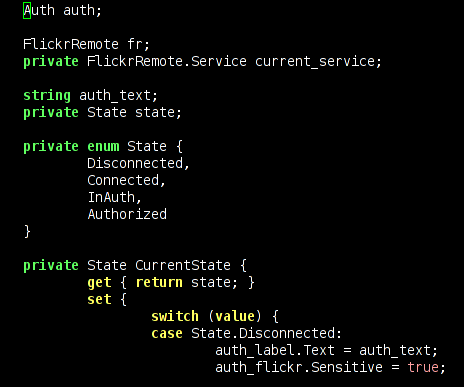 Auth auth;
FlickrRemote fr;
private FlickrRemote.Service current_service;
string auth_text;
private State state;
private enum State {
Disconnected,
Connected,
InAuth,
Authorized
}
private State CurrentState {
get { return state; }
set {
switch (value) {
case State.Disconnected:
auth_label.Text = auth_text;
auth_flickr.Sensitive = true;